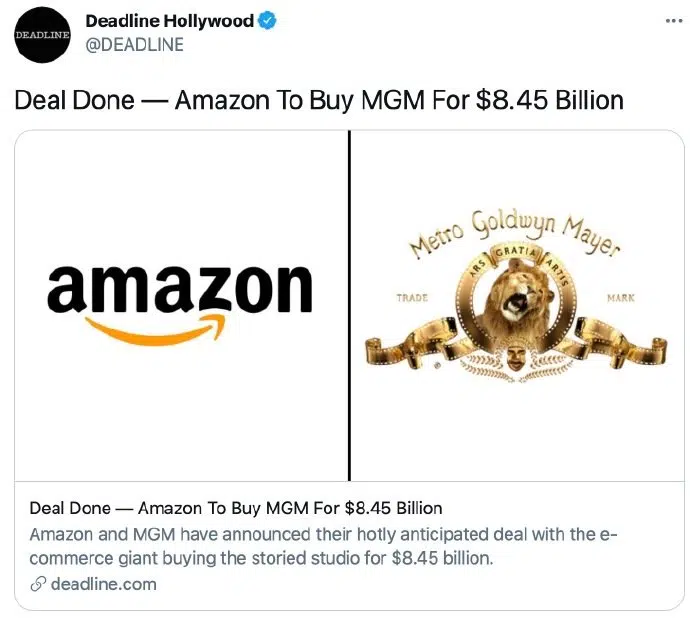 DEADLINE
Deadline Hollywood
@DEADLINE
Deal Done — Amazon To Buy MGM For $8.45 Billion
amazon
Metro Goldwyn Mayer
ARS GRATIA ARTIS
TRADE MARK
®
Deal Done — Amazon To Buy MGM For $8.45 Billion
Amazon and MGM have announced their hotly anticipated deal with the e-
commerce giant buying the storied studio for $8.45 billion.
deadline.com